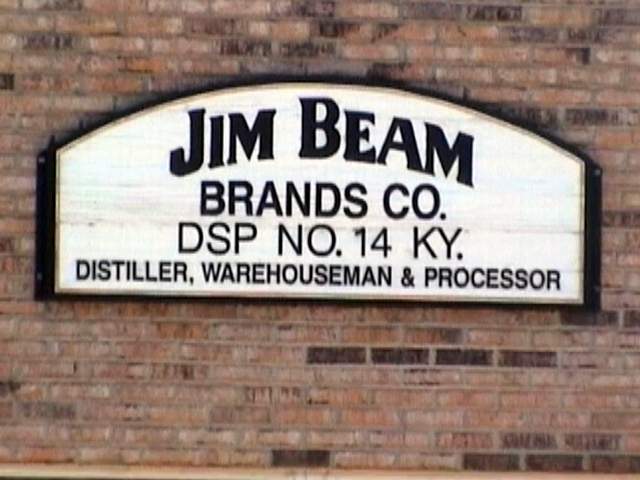 JIM BEAM
BRANDS CO.
DSP NO. 14 KY.
DISTILLER, WAREHOUSEMAN & PROCESSOR